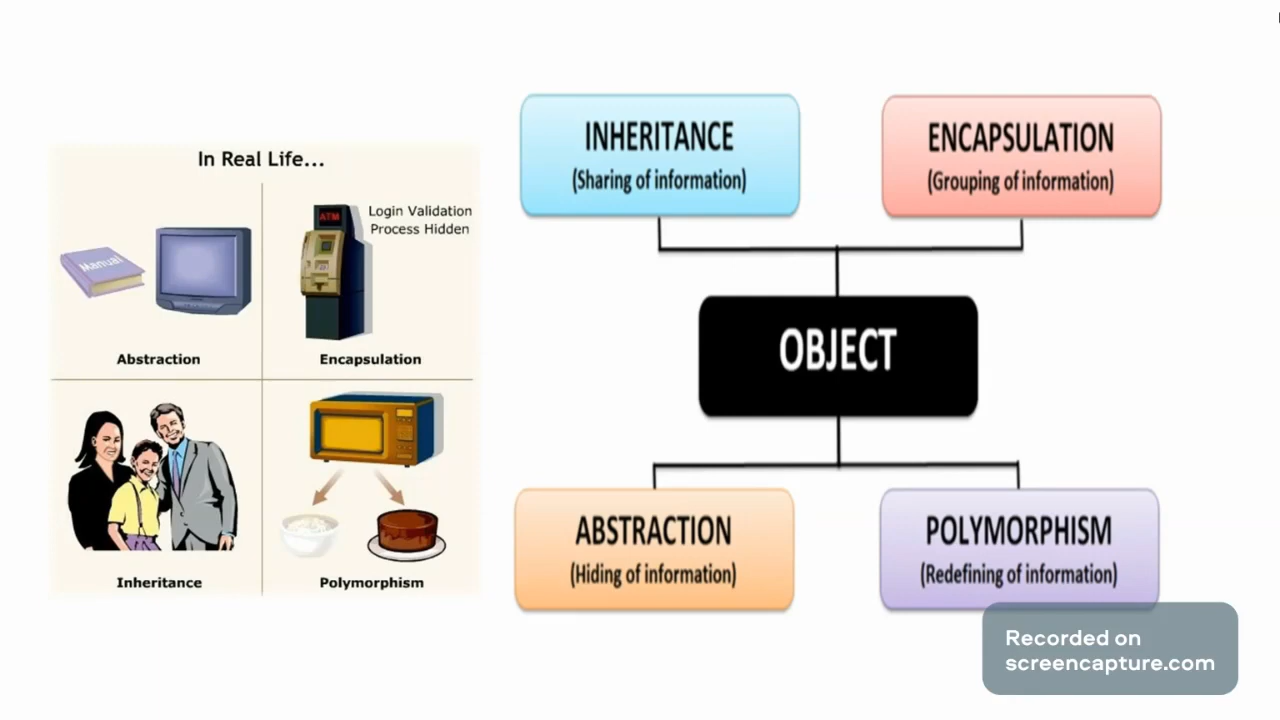 In Real Life...
Manual
Abstraction
ATM
Login Validation
Process Hidden
Encapsulation
Inheritance
Polymorphism
INHERITANCE
(Sharing of information)
ENCAPSULATION
(Grouping of information)
OBJECT
ABSTRACTION
(Hiding of information)
POLYMORPHISM
(Redefining of information)
Recorded on
screencapture.com